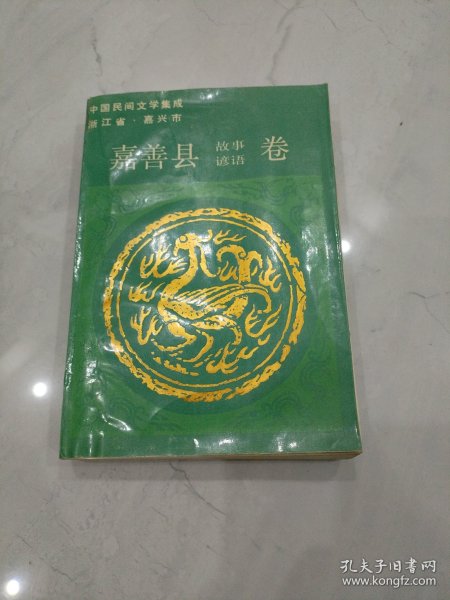 中国民间文学集成
浙江省·嘉兴市
嘉善县 故事 谚语 卷
孔夫子旧书网
www.kongfz.com